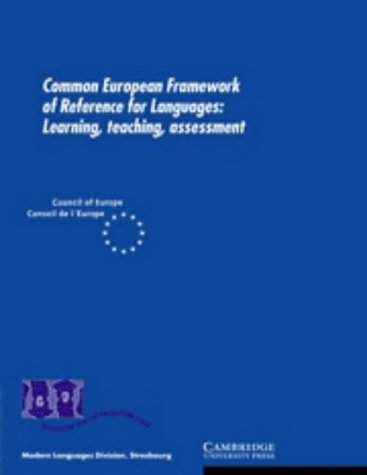 Common European Framework
of Reference for Languages:
Learning, teaching, assessment
Council of Europe
Conseil de l'Europe
Modern Languages Division, Strasbourg
CAMBRIDGE
UNIVERSITY PRESS